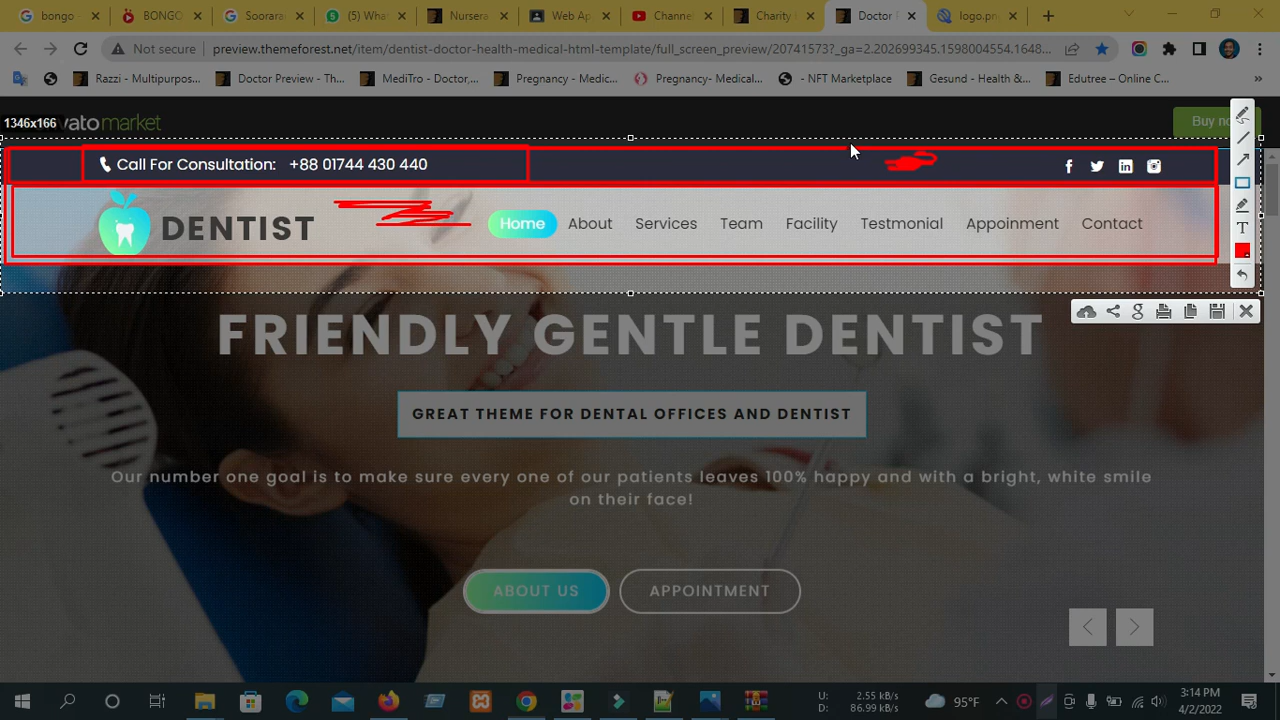 bongo
BONGO
Soorara
(5) What
Nursera
Web Ap
Channe
Charity
Doctor
logo.pn
Not secure
preview.themeforest.net/item/dentist-doctor-health-medical-html-template/full_screen_preview/20741573?_ga=2.202699345.1598004554.1648...
Razzi - Multipurpos...
Doctor Preview - Th...
MediTro - Doctor,...
Pregnancy - Medic...
Pregnancy- Medical...
- NFT Marketplace
Gesund - Health &...
Edutree – Online C...
1346x166
vato market
Buy no
Call For Consultation: +88 01744 430 440
DENTIST
Home About Services Team Facility Testmonial Appoinment Contact
FRIENDLY GENTLE DENTIST
GREAT THEME FOR DENTAL OFFICES AND DENTIST
Our number one goal is to make sure every one of our patients leaves 100% happy and with a bright, white smile
on their face!
ABOUT US
APPOINTMENT
U: 2.55 kB/s
D: 86.99 kB/s
95°F
3:14 PM
4/2/2022